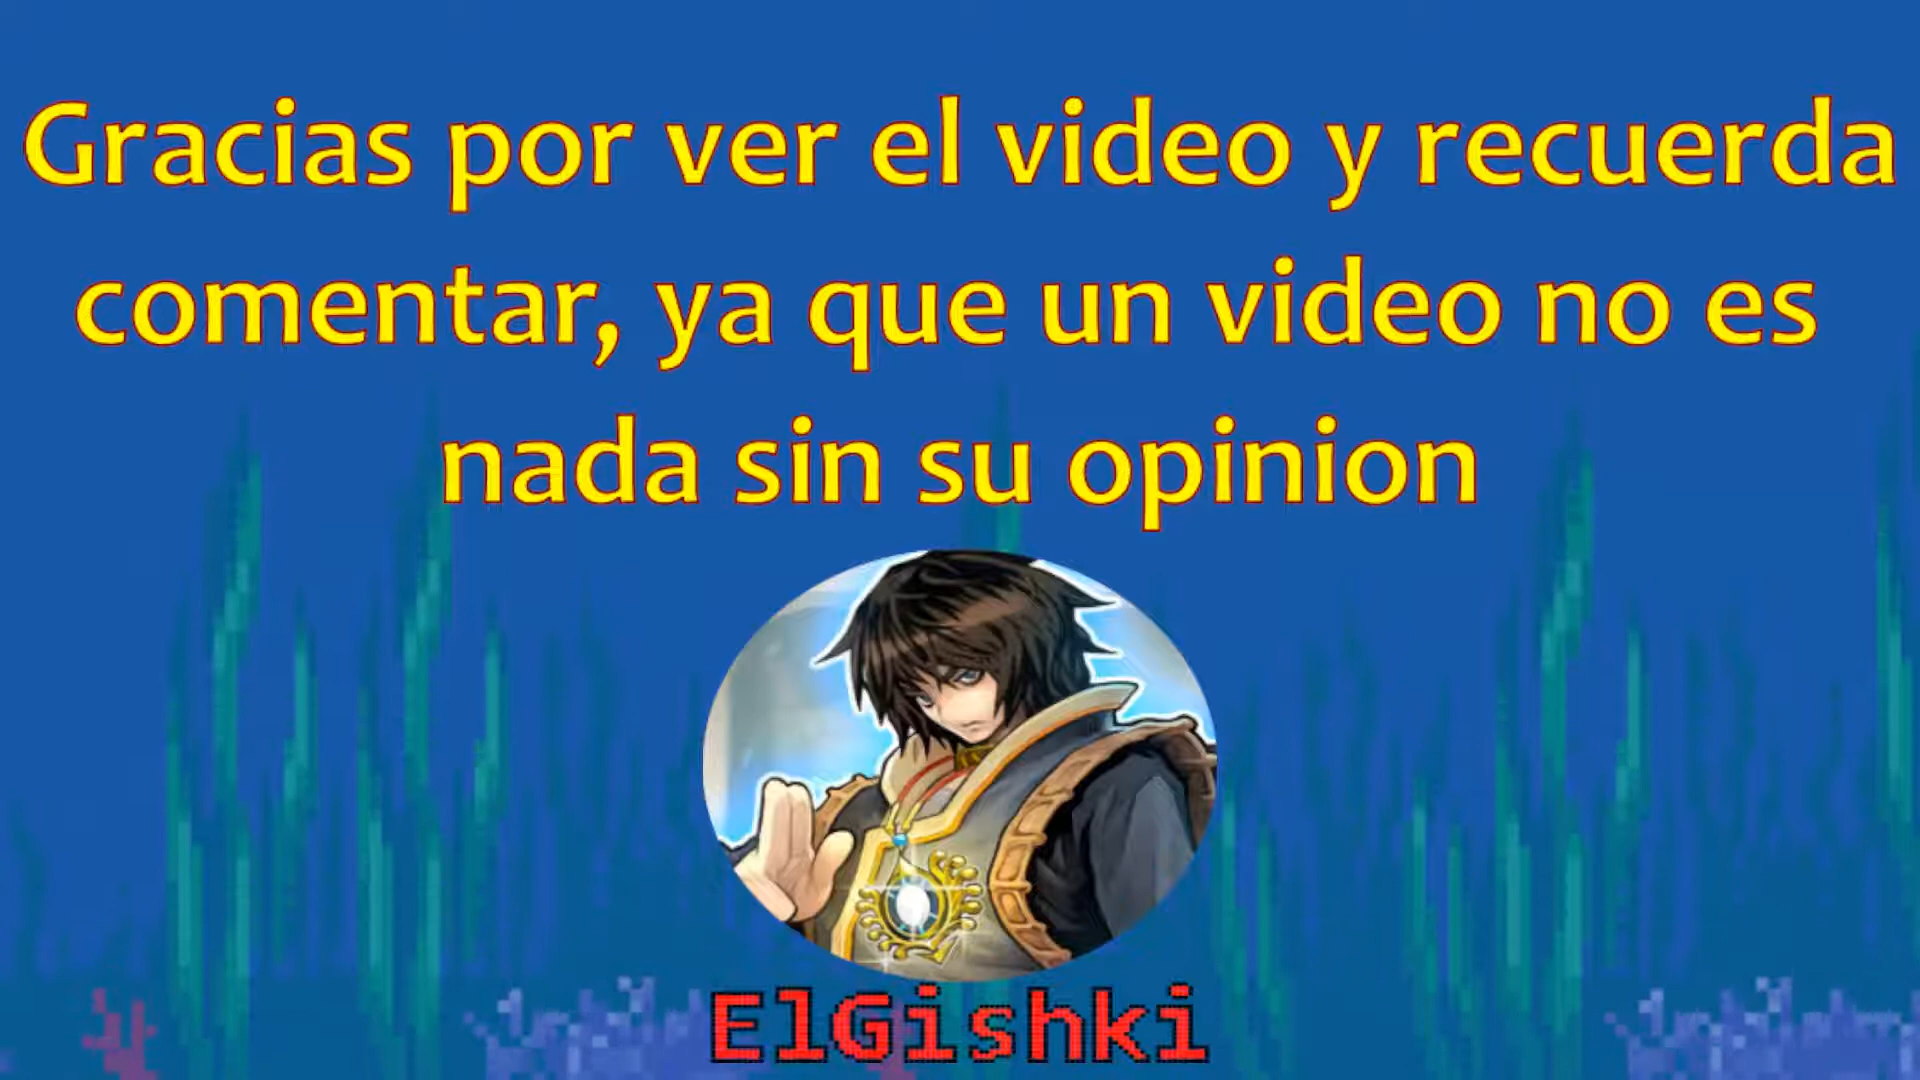 Gracias por ver el video y recuerda
comentar, ya que un video no es
nada sin su opinion
ElGishki